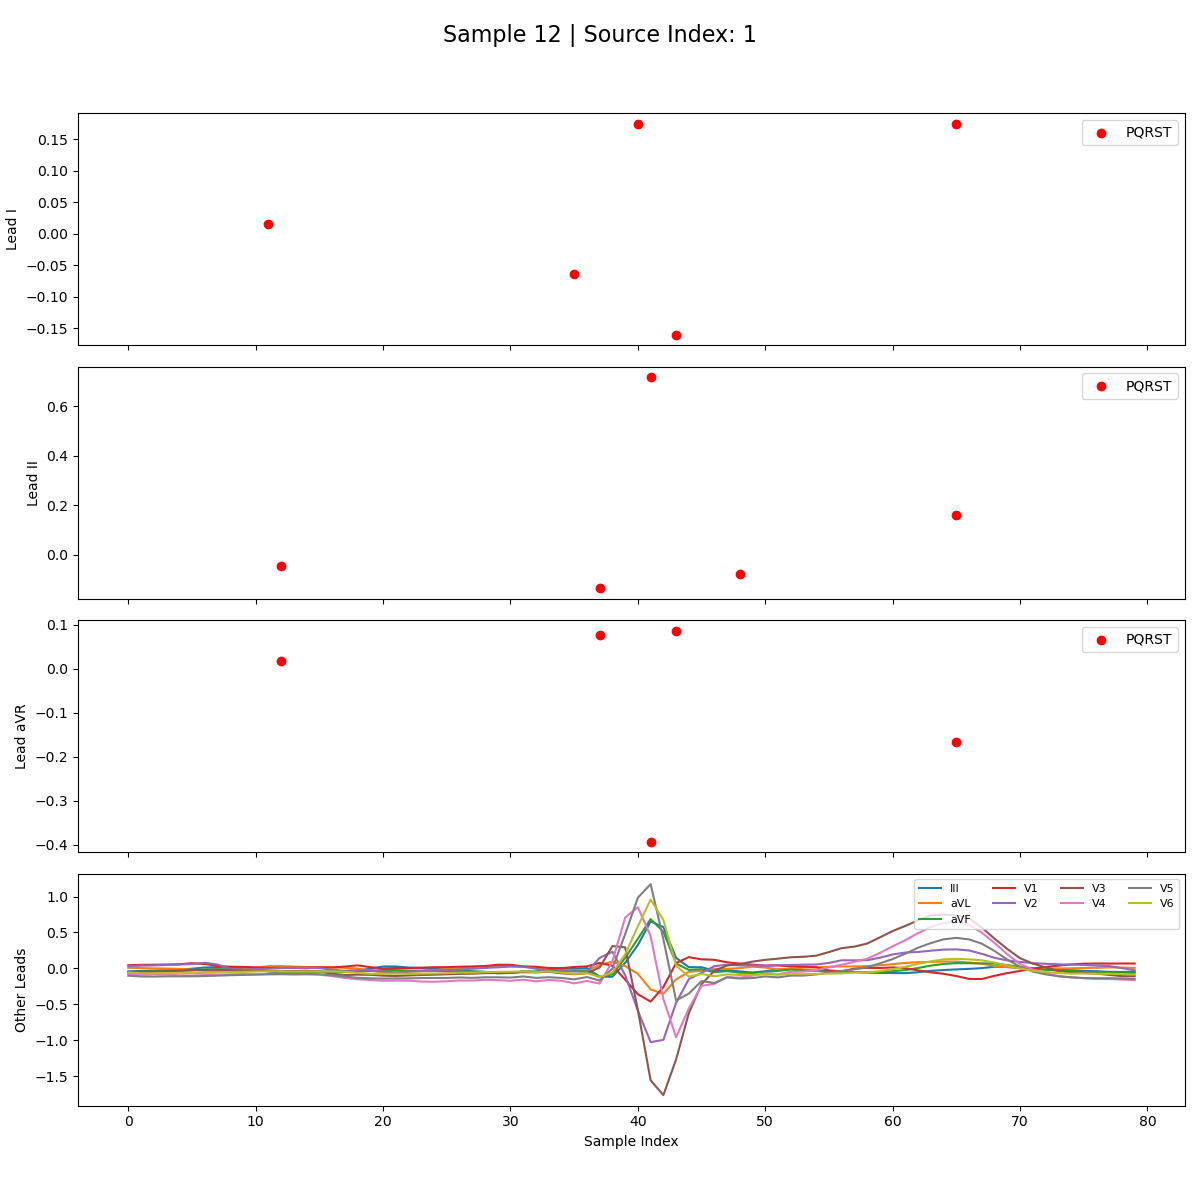 Sample 12 | Source Index: 1
0.15
0.10
0.05
0.00
−0.05
−0.10
−0.15
Lead I
PQRST
0.6
0.4
0.2
0.0
Lead II
PQRST
0.1
0.0
−0.1
−0.2
−0.3
−0.4
Lead aVR
PQRST
1.0
0.5
0.0
−0.5
−1.0
−1.5
Other Leads
III V1 V3 V5
aVL V2 V4 V6
aVF
0 10 20 30 40 50 60 70 80
Sample Index